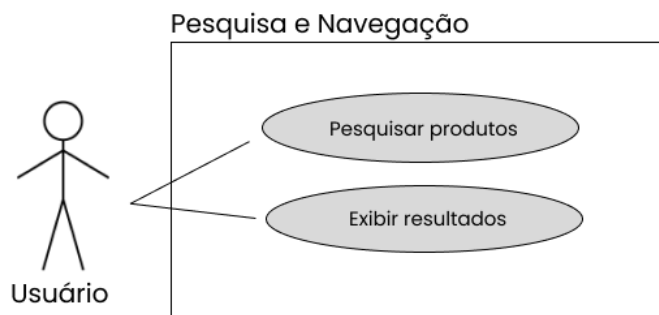 Pesquisa e Navegação
Pesquisar produtos
Exibir resultados
Usuário